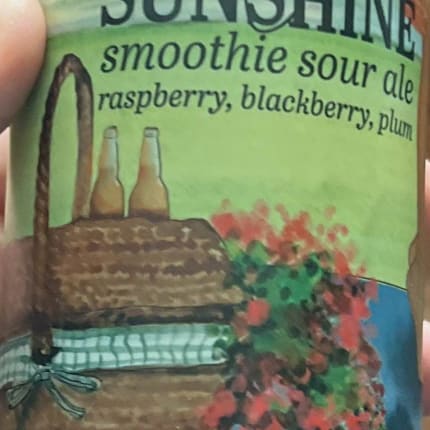 SUNSHINE
smoothie sour ale
raspberry, blackberry, plum